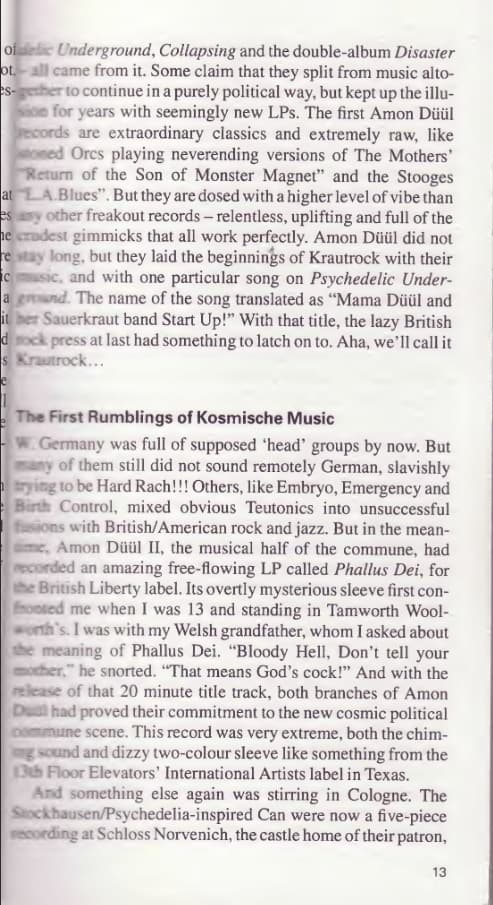 Underground, Collapsing and the double-album Disaster
– all came from it. Some claim that they split from music alto-
gether to continue in a purely political way, but kept up the illu-
sion for years with seemingly new LPs. The first Amon Düül
records are extraordinary classics and extremely raw, like
stoned Orcs playing neverending versions of The Mothers’
“Return of the Son of Monster Magnet” and the Stooges
“L.A.Blues”. But they are dosed with a higher level of vibe than
any other freakout records – relentless, uplifting and full of the
crudest gimmicks that all work perfectly. Amon Düül did not
stay long, but they laid the beginnings of Krautrock with their
music, and with one particular song on Psychedelic Under-
ground. The name of the song translated as “Mama Düül and
her Sauerkraut band Start Up!” With that title, the lazy British
rock press at last had something to latch on to. Aha, we’ll call it
Krautrock…
The First Rumblings of Kosmische Music
W. Germany was full of supposed ‘head’ groups by now. But
many of them still did not sound remotely German, slavishly
trying to be Hard Rach!!! Others, like Embryo, Emergency and
Birth Control, mixed obvious Teutonics into unsuccessful
fusions with British/American rock and jazz. But in the mean-
time, Amon Düül II, the musical half of the commune, had
recorded an amazing free-flowing LP called Phallus Dei, for
the British Liberty label. Its overtly mysterious sleeve first con-
fronted me when I was 13 and standing in Tamworth Wool-
worth’s. I was with my Welsh grandfather, whom I asked about
the meaning of Phallus Dei. “Bloody Hell, Don’t tell your
mother,” he snorted. “That means God’s cock!” And with the
release of that 20 minute title track, both branches of Amon
Düül had proved their commitment to the new cosmic political
commune scene. This record was very extreme, both the chim-
ing sound and dizzy two-colour sleeve like something from the
13th Floor Elevators’ International Artists label in Texas.
And something else again was stirring in Cologne. The
Stockhausen/Psychedelia-inspired Can were now a five-piece
recording at Schloss Norvenich, the castle home of their patron,
13